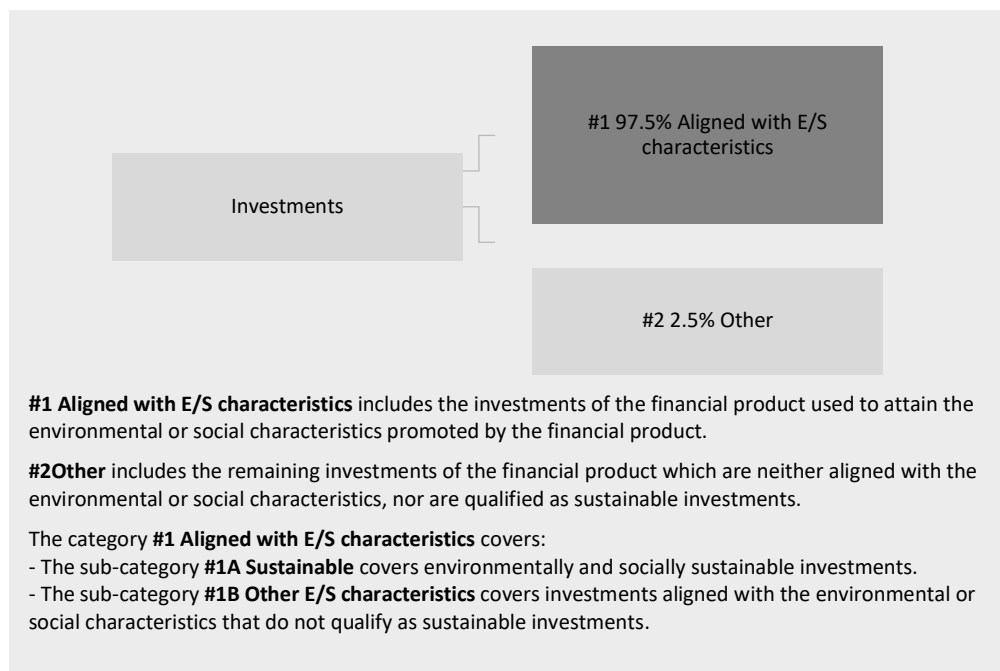 #1 97.5% Aligned with E/S
characteristics
Investments
#2 2.5% Other
#1 Aligned with E/S characteristics includes the investments of the financial product used to attain the
environmental or social characteristics promoted by the financial product.
#2Other includes the remaining investments of the financial product which are neither aligned with the
environmental or social characteristics, nor are qualified as sustainable investments.
The category #1 Aligned with E/S characteristics covers:
- The sub-category #1A Sustainable covers environmentally and socially sustainable investments.
- The sub-category #1B Other E/S characteristics covers investments aligned with the environmental or
social characteristics that do not qualify as sustainable investments.